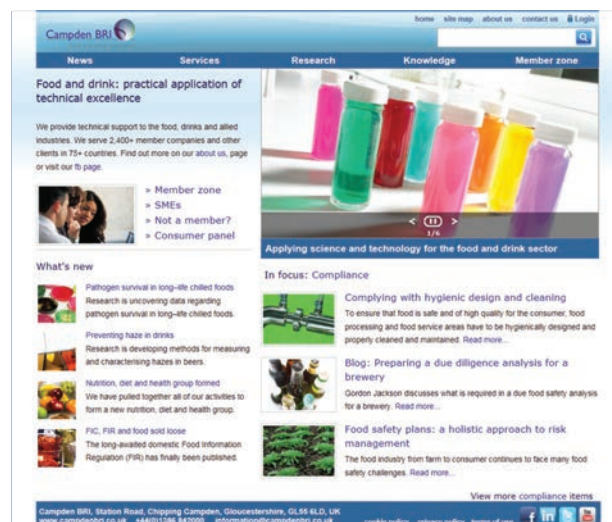 home site map about us contact us Login
Campden BRI
News Services Research Knowledge Member zone
Food and drink: practical application of
technical excellence
We provide technical support to the food, drinks and allied
industries. We serve 2,400+ member companies and other
clients in 75+ countries. Find out more on our about us, page
or visit our fb page.
» Member zone
» SMEs
» Not a member?
» Consumer panel
< >
1/6
Applying science and technology for the food and drink sector
What's new
Pathogen survival in long–life chilled foods
Research is uncovering data regarding
pathogen survival in long–life chilled foods.
Preventing haze in drinks
Research is developing methods for measuring
and characterising hazes in beers.
Nutrition, diet and health group formed
We have pulled together all of our activities to
form a new nutrition, diet and health group.
FIC, FIR and food sold loose
The long-awaited domestic Food Information
Regulation (FIR) has finally been published.
In focus: Compliance
Complying with hygienic design and cleaning
To ensure that food is safe and of high quality for the consumer, food
processing and food service areas have to be hygienically designed and
properly cleaned and maintained. Read more...
Blog: Preparing a due diligence analysis for a
brewery
Gordon Jackson discusses what is required in a due food safety analysis
for a brewery. Read more...
Food safety plans: a holistic approach to risk
management
The food industry from farm to consumer continues to face many food
safety challenges. Read more...
View more compliance items
Campden BRI, Station Road, Chipping Campden, Gloucestershire, GL55 6LD, UK
www.campdenbri.co.uk +44(0)1386 842000 information@campdenbri.co.uk